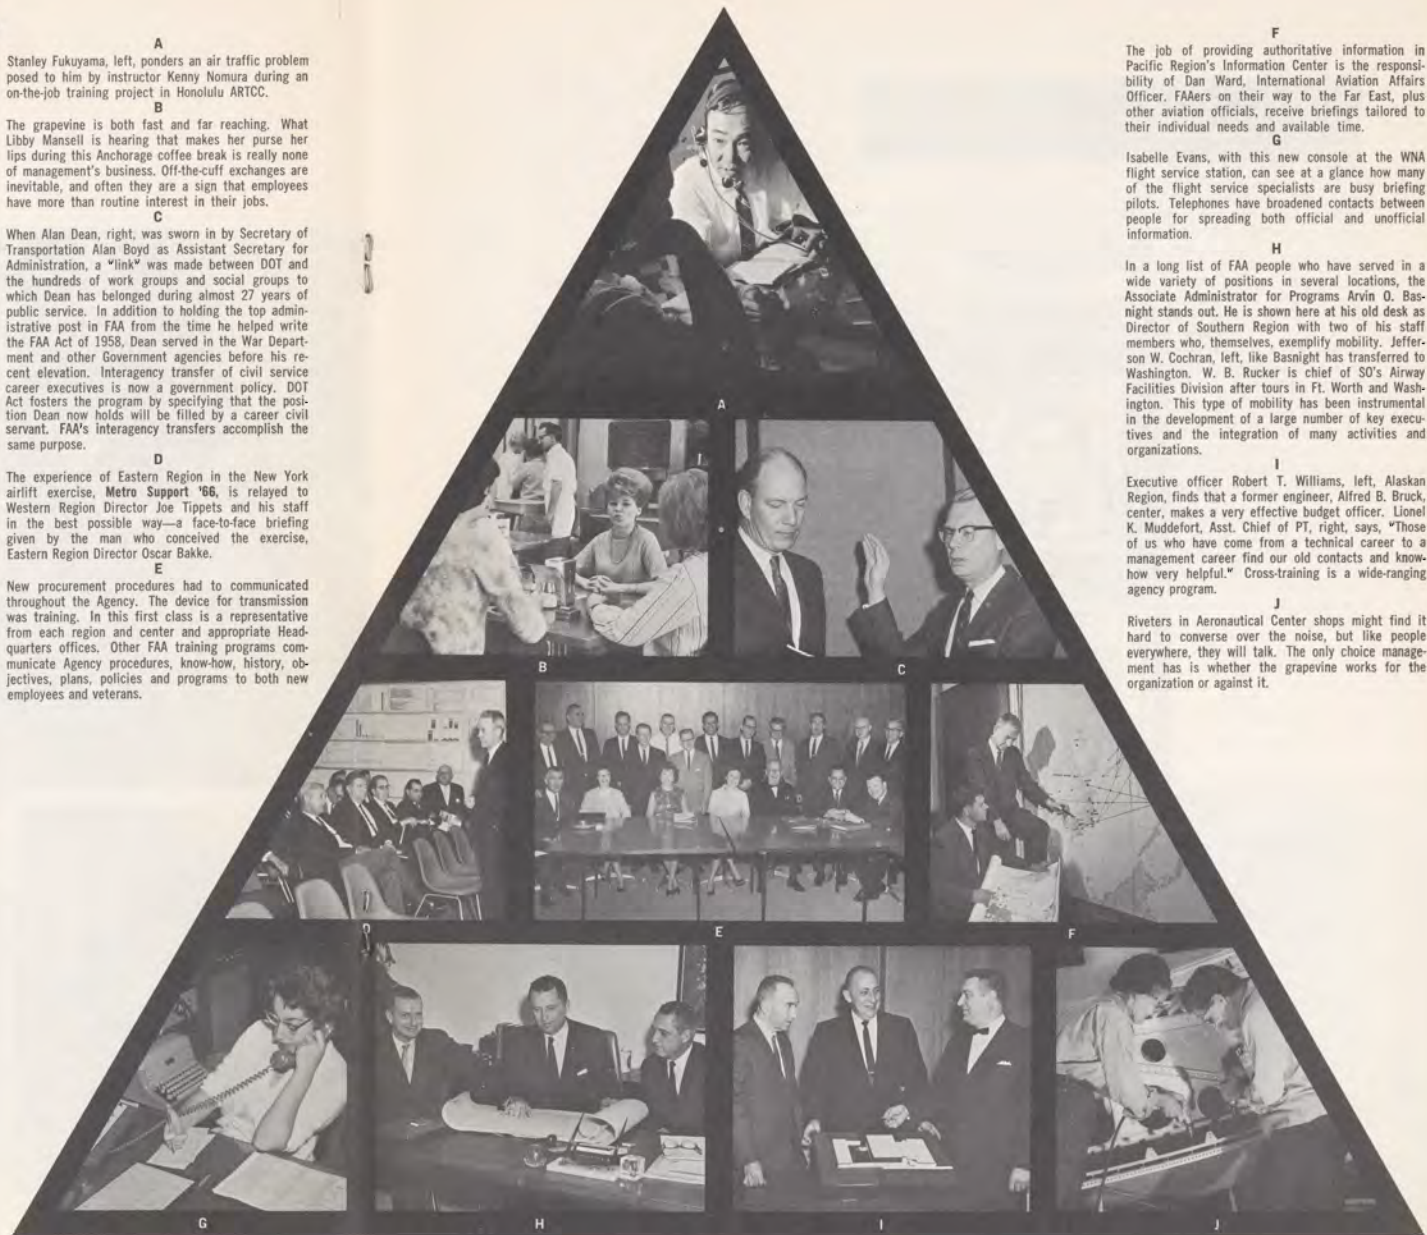 A
Stanley Fukuyama, left, ponders an air traffic problem
posed to him by instructor Kenny Nomura during an
on-the-job training project in Honolulu ARTCC.
B
The grapevine is both fast and far reaching. What
Libby Mansell is hearing that makes her purse her
lips during this Anchorage coffee break is really none
of management's business. Off-the-cuff exchanges are
inevitable, and often they are a sign that employees
have more than routine interest in their jobs.
C
When Alan Dean, right, was sworn in by Secretary of
Transportation Alan Boyd as Assistant Secretary for
Administration, a "link" was made between DOT and
the hundreds of work groups and social groups to
which Dean has belonged during almost 27 years of
public service. In addition to holding the top admin-
istrative post in FAA from the time he helped write
the FAA Act of 1958, Dean served in the War Depart-
ment and other Government agencies before his re-
cent elevation. Interagency transfer of civil service
career executives is now a government policy. DOT
Act fosters the program by specifying that the posi-
tion Dean now holds will be filled by a career civil
servant. FAA's interagency transfers accomplish the
same purpose.
D
The experience of Eastern Region in the New York
airlift exercise, Metro Support '66, is relayed to
Western Region Director Joe Tippets and his staff
in the best possible way—a face-to-face briefing
given by the man who conceived the exercise,
Eastern Region Director Oscar Bakke.
E
New procurement procedures had to communicated
throughout the Agency. The device for transmission
was training. In this first class is a representative
from each region and center and appropriate Head-
quarters offices. Other FAA training programs com-
municate Agency procedures, know-how, history, ob-
jectives, plans, policies and programs to both new
employees and veterans.
F
The job of providing authoritative information in
Pacific Region's Information Center is the responsi-
bility of Dan Ward, International Aviation Affairs
Officer. FAAers on their way to the Far East, plus
other aviation officials, receive briefings tailored to
their individual needs and available time.
G
Isabelle Evans, with this new console at the WNA
flight service station, can see at a glance how many
of the flight service specialists are busy briefing
pilots. Telephones have broadened contacts between
people for spreading both official and unofficial
information.
H
In a long list of FAA people who have served in a
wide variety of positions in several locations, the
Associate Administrator for Programs Arvin O. Bas-
night stands out. He is shown here at his old desk as
Director of Southern Region with two of his staff
members who, themselves, exemplify mobility. Jeffer-
son W. Cochran, left, like Basnight has transferred to
Washington. W. B. Rucker is chief of SO's Airway
Facilities Division after tours in Ft. Worth and Wash-
ington. This type of mobility has been instrumental
in the development of a large number of key execu-
tives and the integration of many activities and
organizations.
I
Executive officer Robert T. Williams, left, Alaskan
Region, finds that a former engineer, Alfred B. Bruck,
center, makes a very effective budget officer. Lionel
K. Muddefort, Asst. Chief of PT, right, says, "Those
of us who have come from a technical career to a
management career find our old contacts and know-
how very helpful." Cross-training is a wide-ranging
agency program.
J
Riveters in Aeronautical Center shops might find it
hard to converse over the noise, but like people
everywhere, they will talk. The only choice manage-
ment has is whether the grapevine works for the
organization or against it.
A
B
C
D
E
F
G
H
I
J